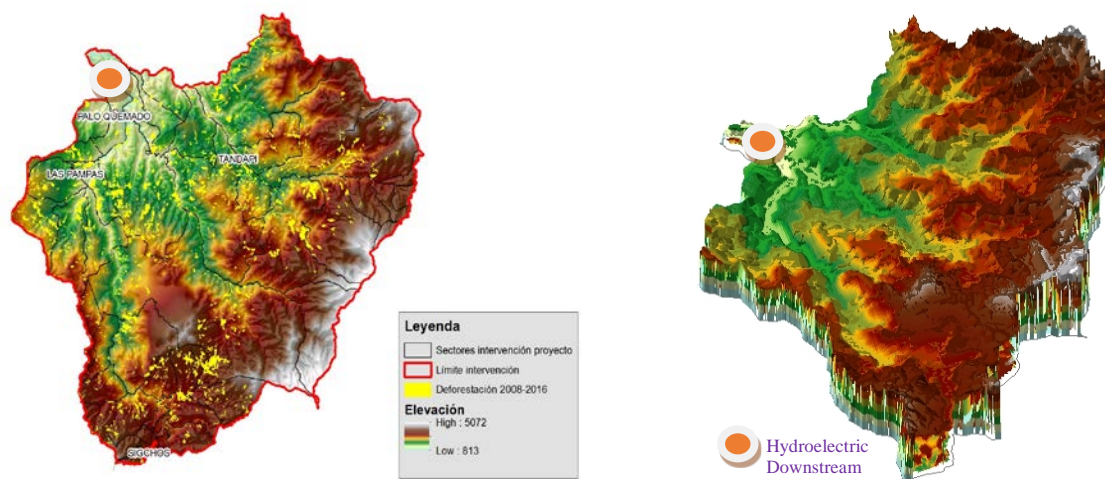 PALO QUEMADO
TANDAPI
LAS PAMPAS
SIGCHOS
Leyenda
Sectores intervención proyecto
Límite intervención
Deforestación 2008-2016
Elevación
High : 5072
Low : 813
Hydroelectric
Downstream